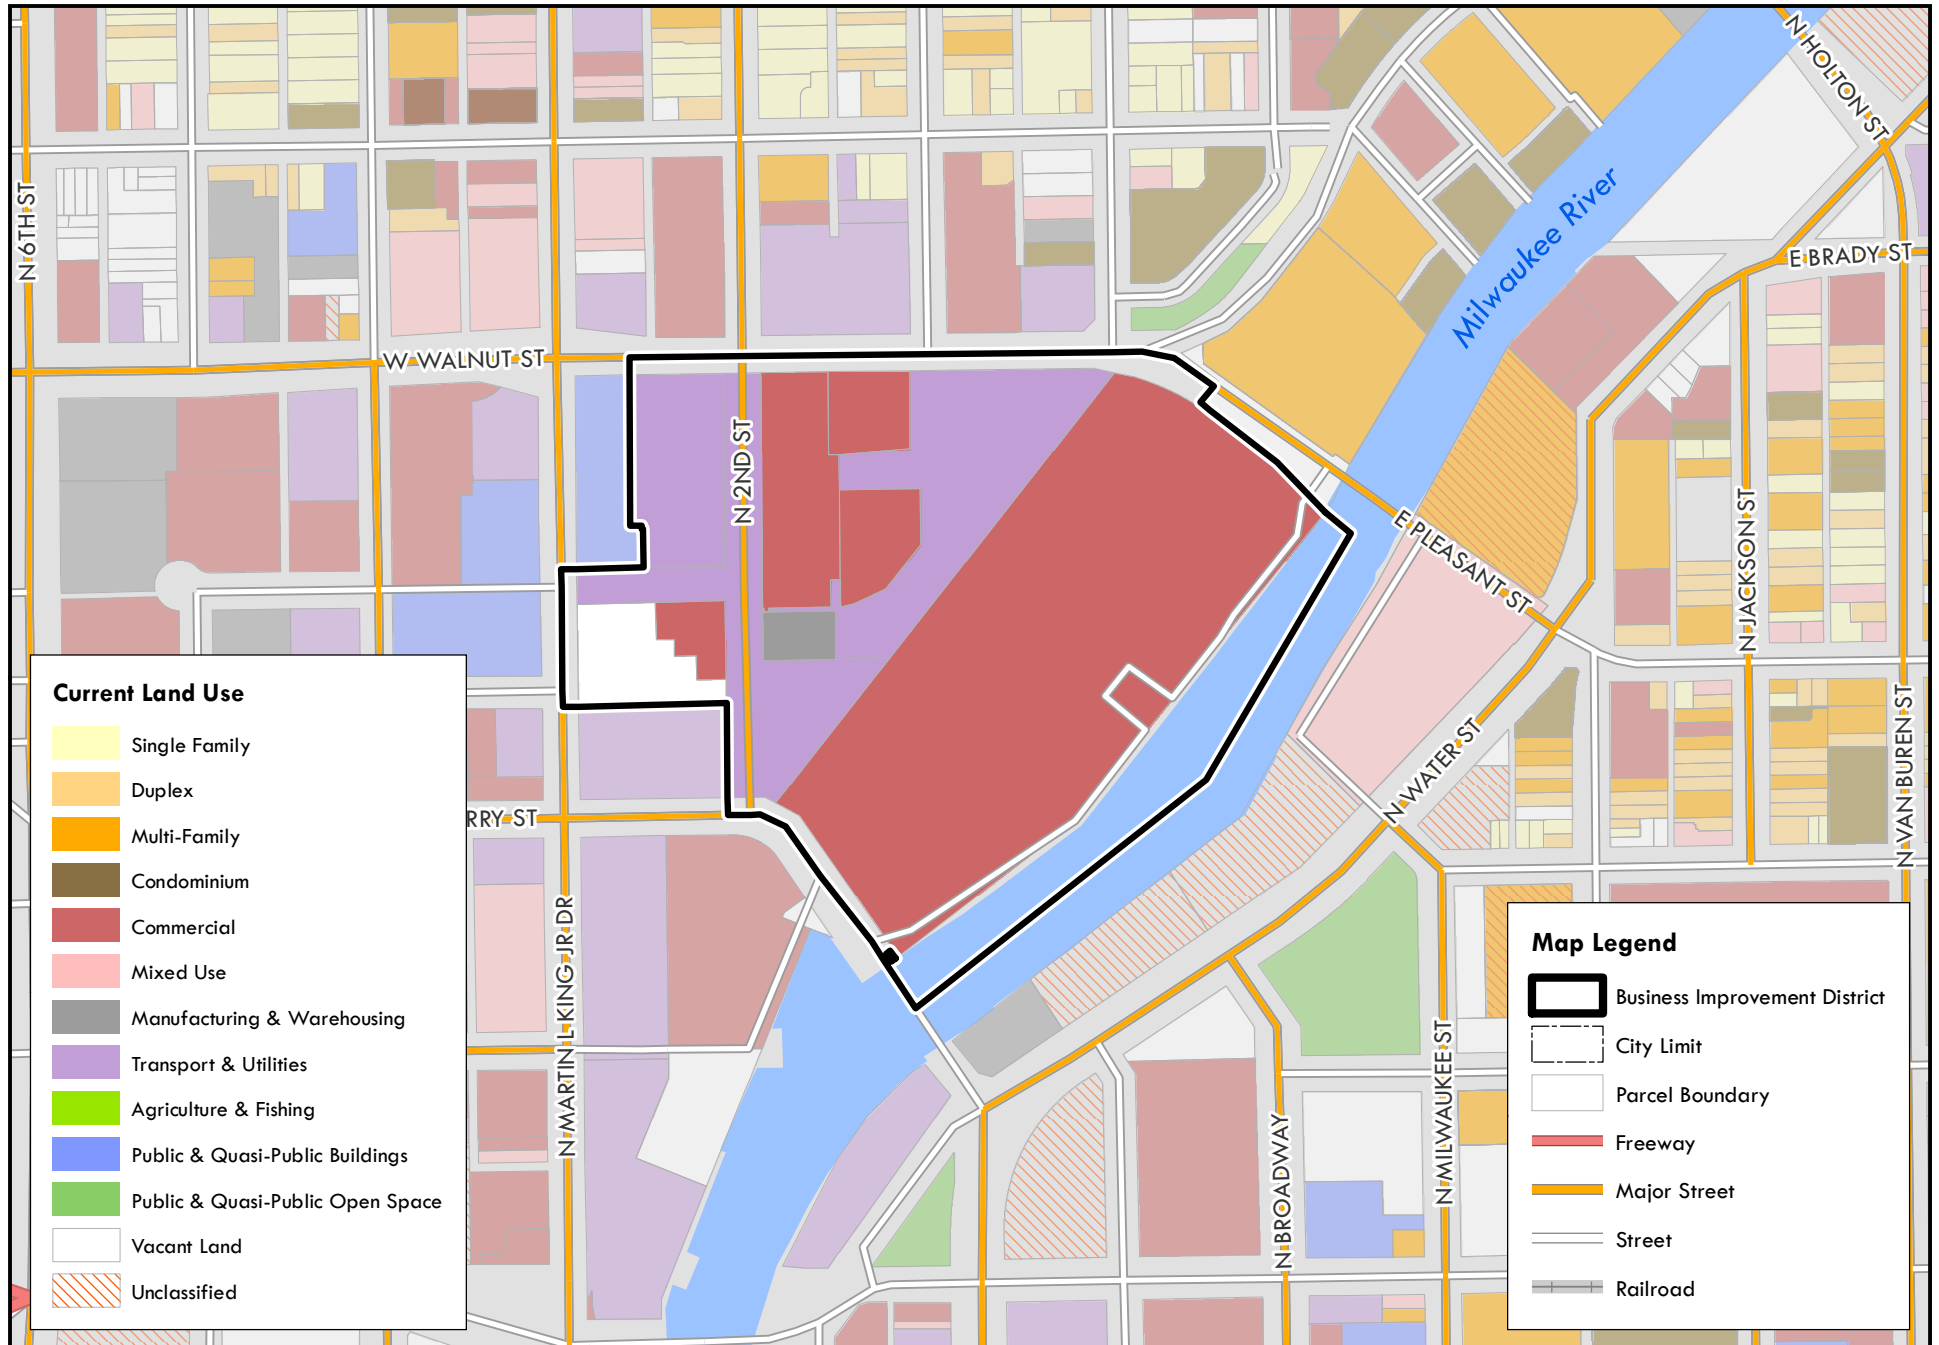 N HOLTON ST
N 6TH ST
Milwaukee River
E BRADY ST
W WALNUT ST
N 2ND ST
E PLEASANT ST
N JACKSON ST
N VAN BUREN ST
N WATER ST
RRY ST
N MARTIN L KING JR DR
N BROADWAY
N MILWAUKEE ST
Current Land Use
Single Family
Duplex
Multi-Family
Condominium
Commercial
Mixed Use
Manufacturing & Warehousing
Transport & Utilities
Agriculture & Fishing
Public & Quasi-Public Buildings
Public & Quasi-Public Open Space
Vacant Land
Unclassified
Map Legend
Business Improvement District
City Limit
Parcel Boundary
Freeway
Major Street
Street
Railroad